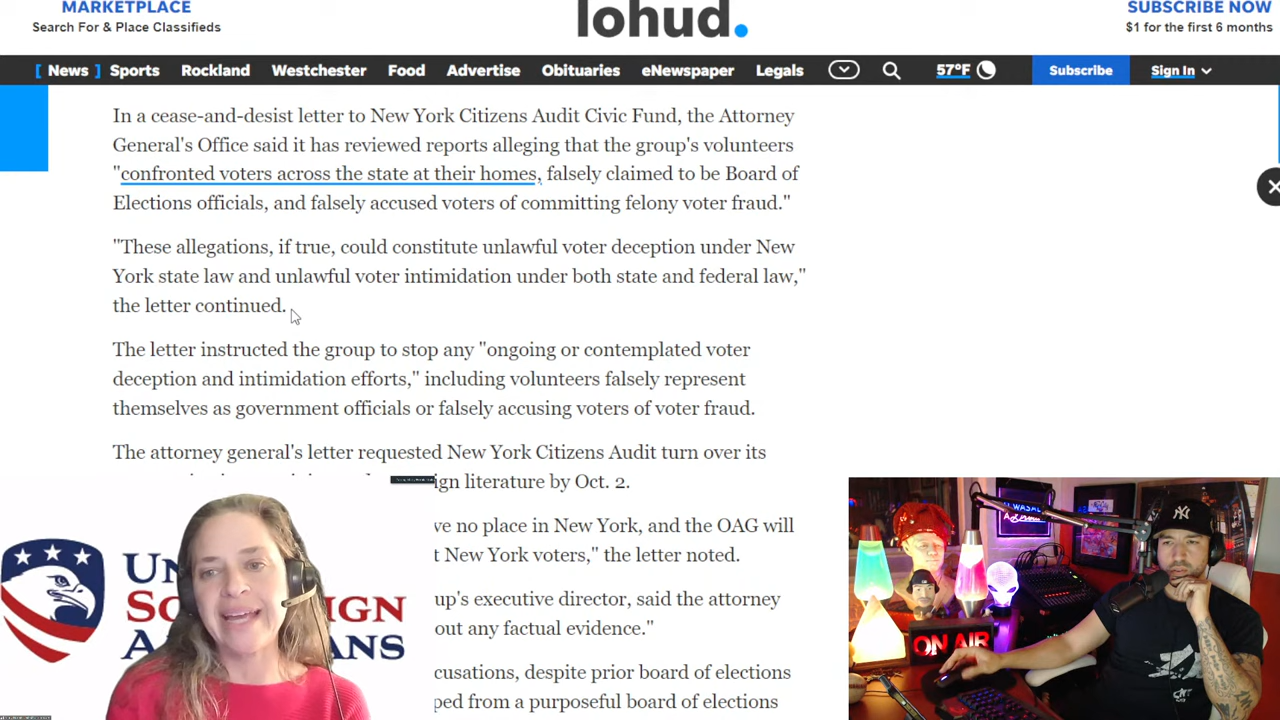 MARKETPLACE
Search For & Place Classifieds
lohud.
SUBSCRIBE NOW
$1 for the first 6 months
[ News ] Sports Rockland Westchester Food Advertise Obituaries eNewspaper Legals 57°F Subscribe Sign In
In a cease-and-desist letter to New York Citizens Audit Civic Fund, the Attorney
General's Office said it has reviewed reports alleging that the group's volunteers
"confronted voters across the state at their homes, falsely claimed to be Board of
Elections officials, and falsely accused voters of committing felony voter fraud."
"These allegations, if true, could constitute unlawful voter deception under New
York state law and unlawful voter intimidation under both state and federal law,"
the letter continued.
The letter instructed the group to stop any "ongoing or contemplated voter
deception and intimidation efforts," including volunteers falsely represent
themselves as government officials or falsely accusing voters of voter fraud.
The attorney general's letter requested New York Citizens Audit turn over its
ign literature by Oct. 2.
ve no place in New York, and the OAG will
t New York voters," the letter noted.
up's executive director, said the attorney
out any factual evidence."
cusations, despite prior board of elections
ped from a purposeful board of elections
UN
SO IGN
A ANS
ON AIR
NY